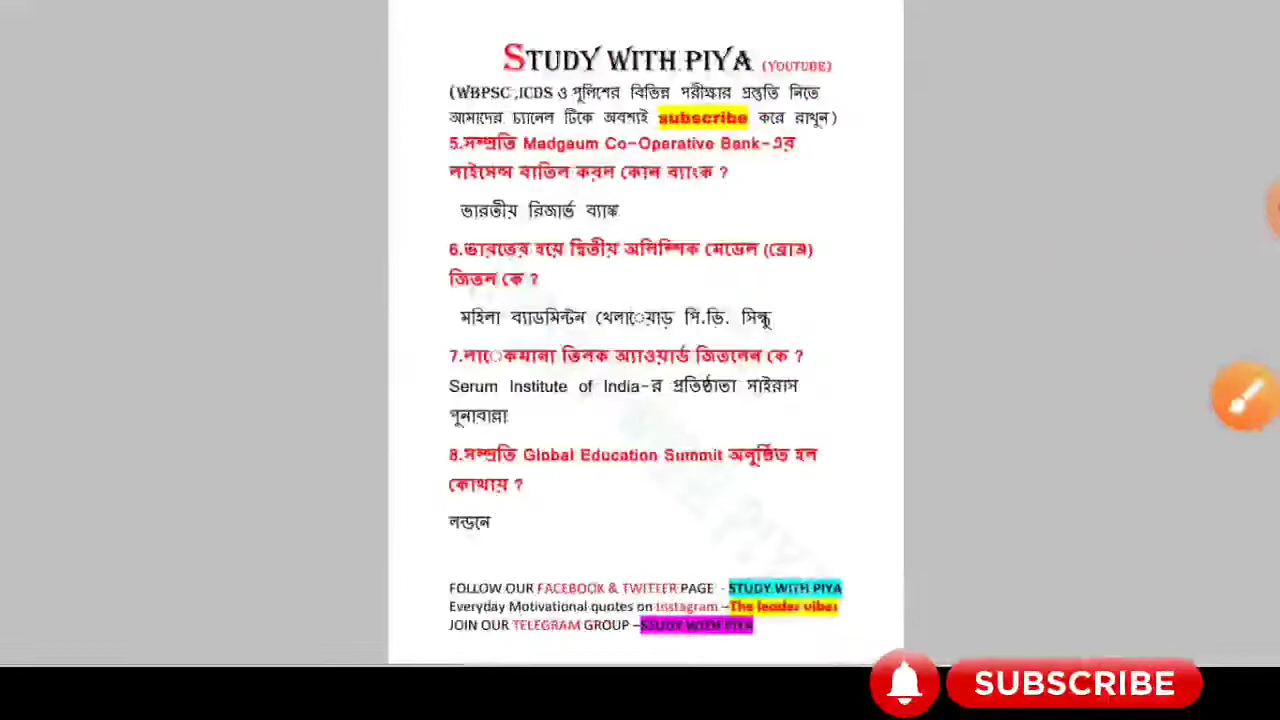 STUDY WITH PIYA (YOUTUBE)
(WBPSC ,ICDS ও পুলিশের বিভিন্ন পরীক্ষার প্রস্তুতি নিতে
আমাদের চ্যানেল টিকে অবশ্যই subscribe করে রাখুন)
5.সম্প্রতি Madgaum Co-Operative Bank-এর
লাইসেন্স বাতিল করল কোন ব্যাংক ?
ভারতীয় রিজার্ভ ব্যাঙ্ক
6.ভারতের হয়ে দ্বিতীয় অলিম্পিক মেডেল (ব্রোঞ্জ)
জিতল কে ?
মহিলা ব্যাডমিন্টন খেলােয়াড় পি.ভি. সিন্ধু
7.লােকমান্য তিলক অ্যাওয়ার্ড জিতলেন কে ?
Serum Institute of India-র প্রতিষ্ঠাতা সাইরাস
পুনাবাল্লা
8.সম্প্রতি Global Education Summit অনুষ্ঠিত হল
কোথায় ?
লন্ডনে
FOLLOW OUR FACEBOOK & TWITTER PAGE - STUDY WITH PIYA
Everyday Motivational quotes on Instagram –The leader vibes
JOIN OUR TELEGRAM GROUP –STUDY WITH PIYA
SUBSCRIBE